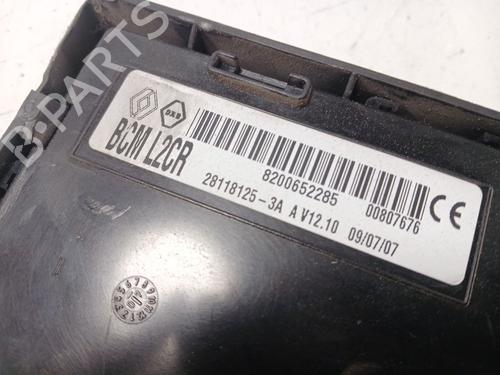 B-PARTS
BCM L2CR
8200652285
00807676
28118125-3A A V12.10 09/07/07
CE